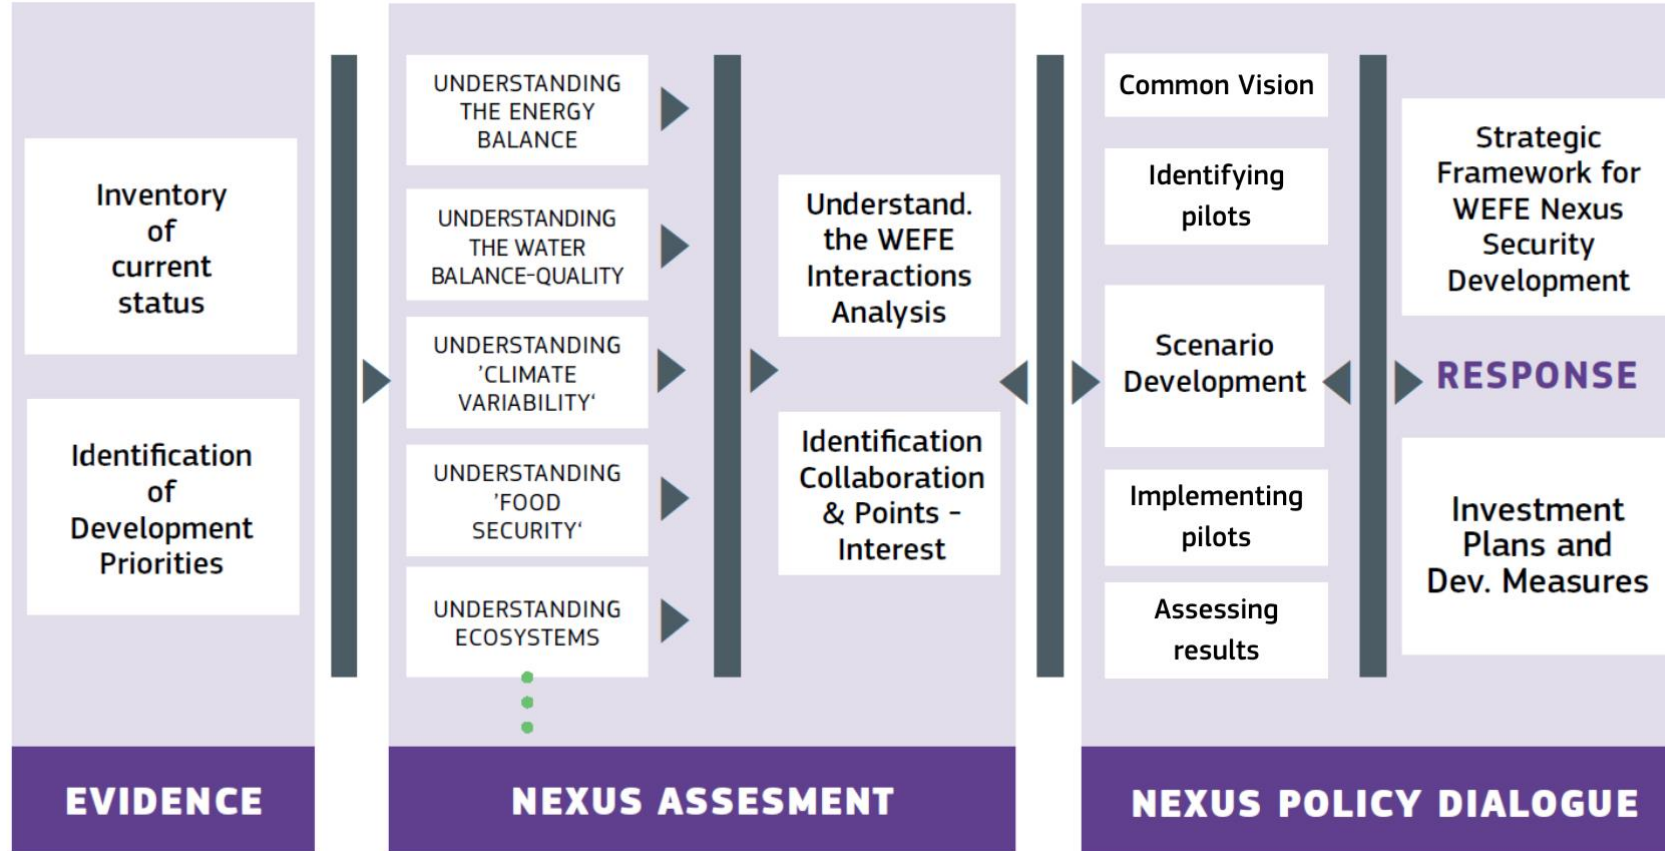 Inventory
of
current
status
Identification
of
Development
Priorities
EVIDENCE
UNDERSTANDING
THE ENERGY
BALANCE
UNDERSTANDING
THE WATER
BALANCE-QUALITY
UNDERSTANDING
'CLIMATE
VARIABILITY‘
UNDERSTANDING
'FOOD
SECURITY‘
UNDERSTANDING
ECOSYSTEMS
Understand.
the WEFE
Interactions
Analysis
Identification
Collaboration
& Points -
Interest
NEXUS ASSESMENT
Common Vision
Identifying
pilots
Scenario
Development
Implementing
pilots
Assessing
results
Strategic
Framework for
WEFE Nexus
Security
Development
RESPONSE
Investment
Plans and
Dev. Measures
NEXUS POLICY DIALOGUE